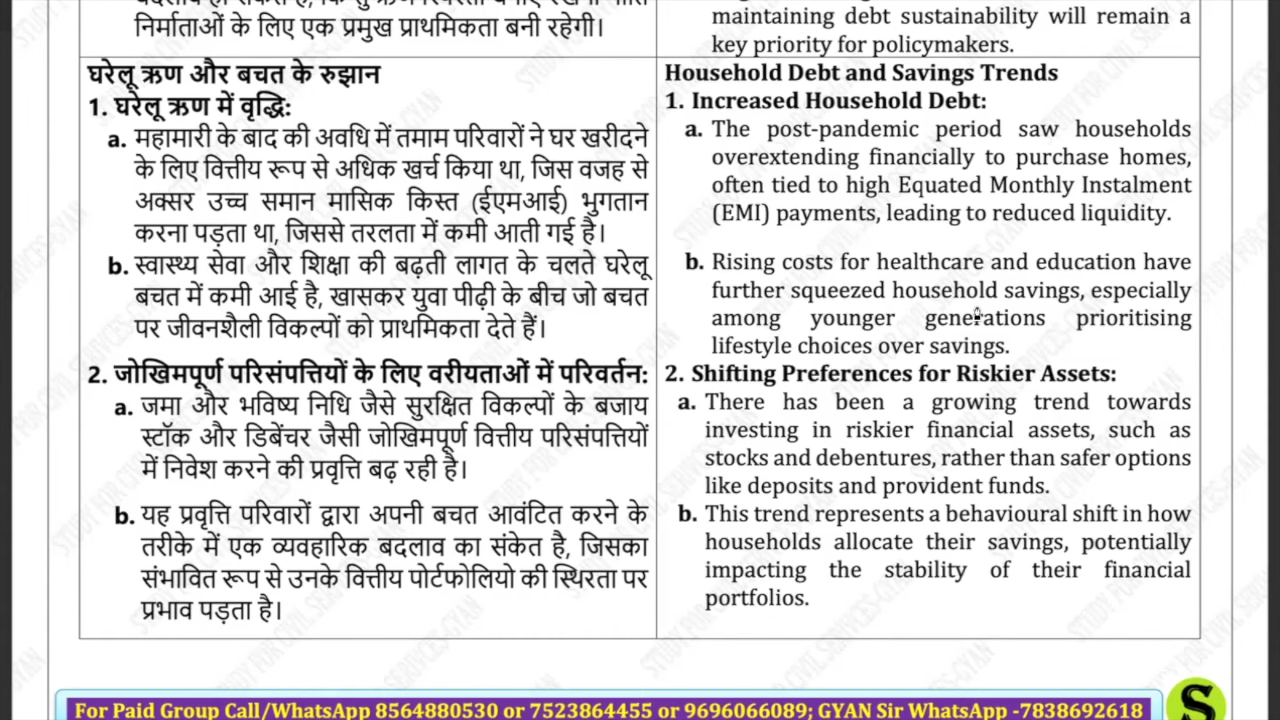 निर्माताओं के लिए एक प्रमुख प्राथमिकता बनी रहेगी।
घरेलू ऋण और बचत के रुझान
1. घरेलू ऋण में वृद्धि:
a. महामारी के बाद की अवधि में तमाम परिवारों ने घर खरीदने
के लिए वित्तीय रूप से अधिक खर्च किया था, जिस वजह से
अक्सर उच्च समान मासिक किस्त (ईएमआई) भुगतान
करना पड़ता था, जिससे तरलता में कमी आती गई है।
b. स्वास्थ्य सेवा और शिक्षा की बढ़ती लागत के चलते घरेलू
बचत में कमी आई है, खासकर युवा पीढ़ी के बीच जो बचत
पर जीवनशैली विकल्पों को प्राथमिकता देते हैं।
2. जोखिमपूर्ण परिसंपत्तियों के लिए वरीयताओं में परिवर्तन:
a. जमा और भविष्य निधि जैसे सुरक्षित विकल्पों के बजाय
स्टॉक और डिबेंचर जैसी जोखिमपूर्ण वित्तीय परिसंपत्तियों
में निवेश करने की प्रवृत्ति बढ़ रही है।
b. यह प्रवृत्ति परिवारों द्वारा अपनी बचत आवंटित करने के
तरीके में एक व्यवहारिक बदलाव का संकेत है, जिसका
संभावित रूप से उनके वित्तीय पोर्टफोलियो की स्थिरता पर
प्रभाव पड़ता है।
maintaining debt sustainability will remain a
key priority for policymakers.
Household Debt and Savings Trends
1. Increased Household Debt:
a. The post-pandemic period saw households
overextending financially to purchase homes,
often tied to high Equated Monthly Instalment
(EMI) payments, leading to reduced liquidity.
b. Rising costs for healthcare and education have
further squeezed household savings, especially
among younger generations prioritising
lifestyle choices over savings.
2. Shifting Preferences for Riskier Assets:
a. There has been a growing trend towards
investing in riskier financial assets, such as
stocks and debentures, rather than safer options
like deposits and provident funds.
b. This trend represents a behavioural shift in how
households allocate their savings, potentially
impacting the stability of their financial
portfolios.
For Paid Group Call/WhatsApp 8564880530 or 7523864455 or 9696066089; GYAN Sir WhatsApp -7838692618
S